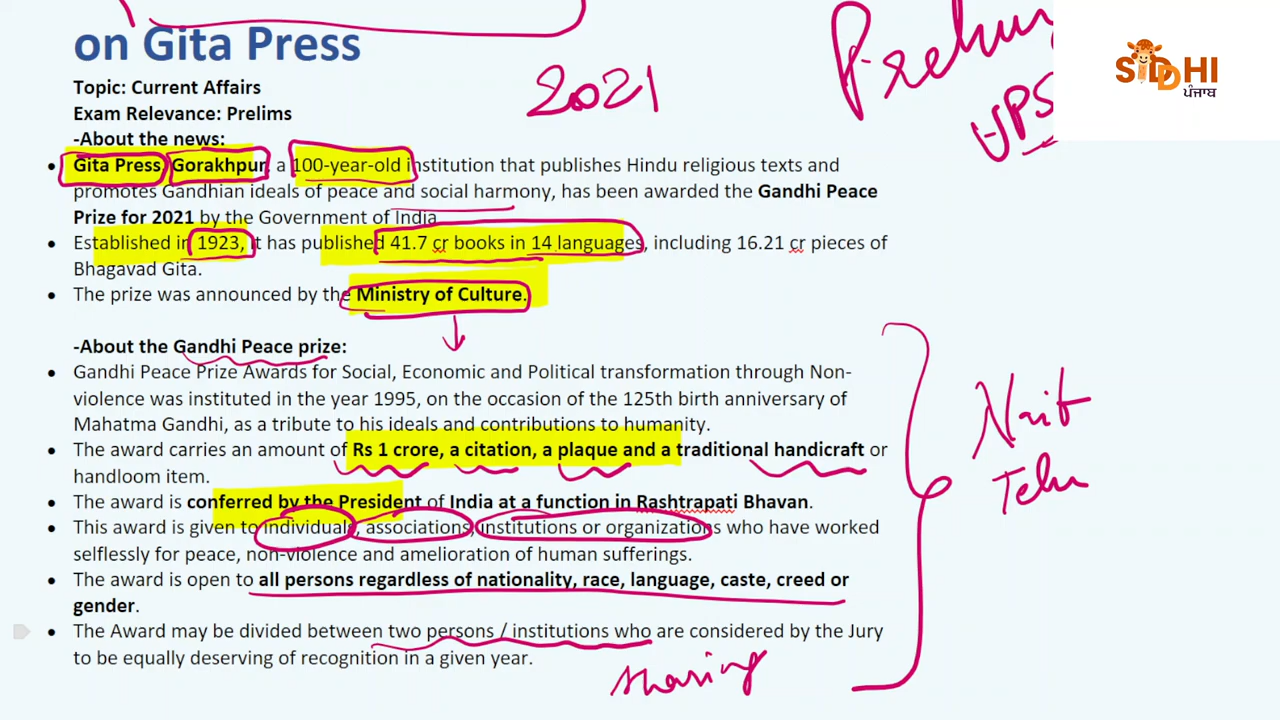 on Gita Press
2021
SIDDHI
ਪੰਜਾਬ
Topic: Current Affairs
Exam Relevance: Prelims
-About the news:
• Gita Press, Gorakhpur, a 100-year-old institution that publishes Hindu religious texts and
promotes Gandhian ideals of peace and social harmony, has been awarded the Gandhi Peace
Prize for 2021 by the Government of India
• Established in 1923, it has published 41.7 cr books in 14 languages, including 16.21 cr pieces of
Bhagavad Gita.
• The prize was announced by the Ministry of Culture.
-About the Gandhi Peace prize:
• Gandhi Peace Prize Awards for Social, Economic and Political transformation through Non-
violence was instituted in the year 1995, on the occasion of the 125th birth anniversary of
Mahatma Gandhi, as a tribute to his ideals and contributions to humanity.
• The award carries an amount of Rs 1 crore, a citation, a plaque and a traditional handicraft or
handloom item.
• The award is conferred by the President of India at a function in Rashtrapati Bhavan.
• This award is given to individuals, associations, institutions or organizations who have worked
selflessly for peace, non-violence and amelioration of human sufferings.
• The award is open to all persons regardless of nationality, race, language, caste, creed or
gender.
• The Award may be divided between two persons / institutions who are considered by the Jury
to be equally deserving of recognition in a given year.
sharing